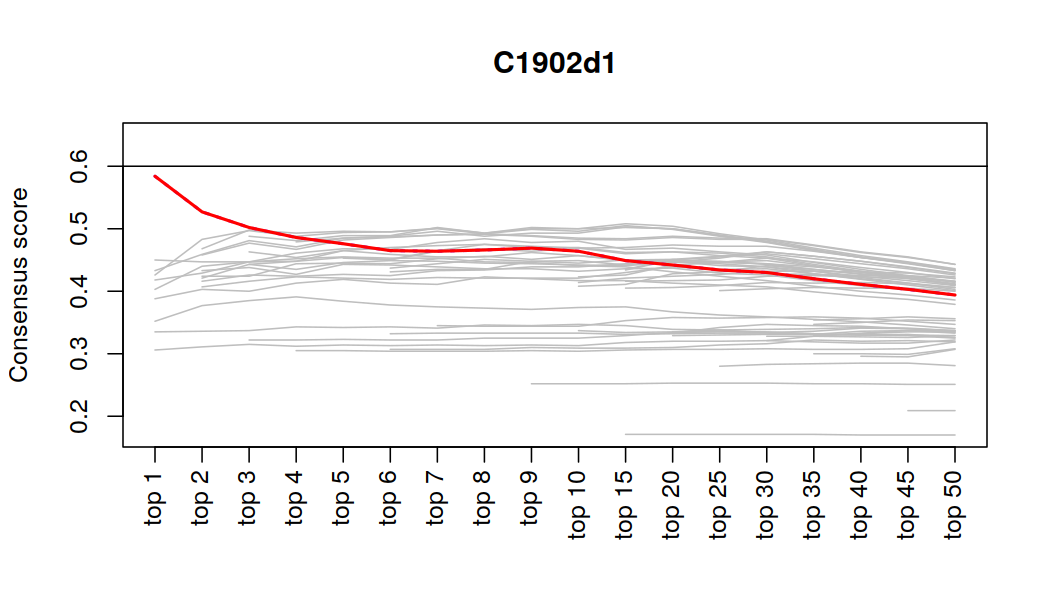 C1902d1
Consensus score
0.6
0.5
0.4
0.3
0.2
top 1
top 2
top 3
top 4
top 5
top 6
top 7
top 8
top 9
top 10
top 15
top 20
top 25
top 30
top 35
top 40
top 45
top 50